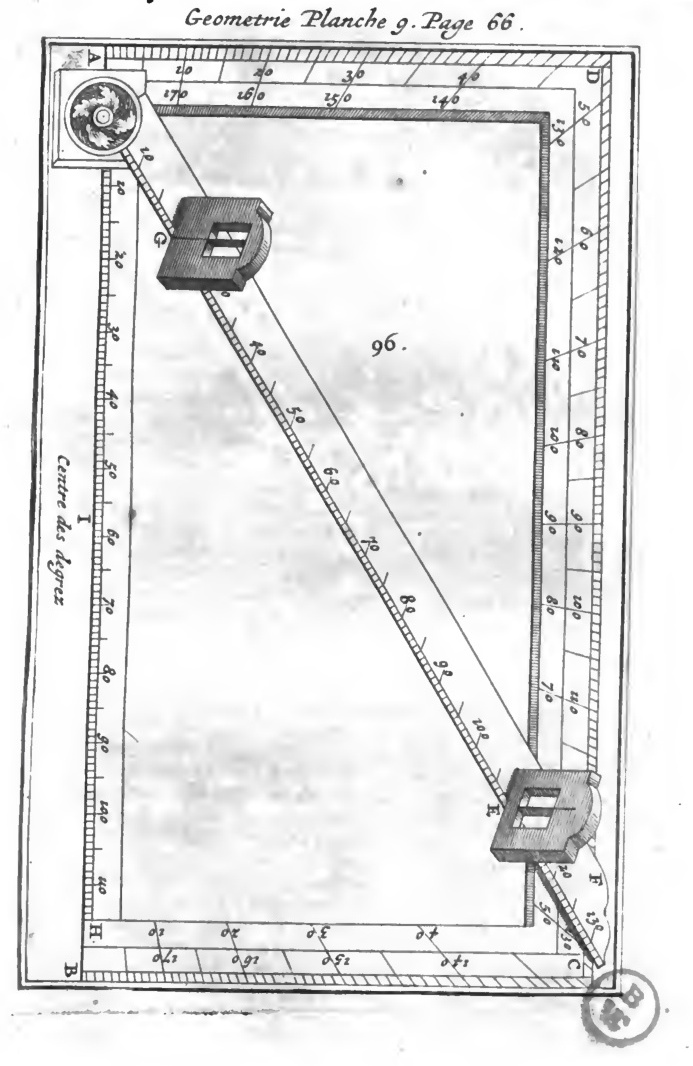 Geometrie Planche 9. Page 66.
A
D
10 20 30 40
170 160 150 140
50 60 70 80 90 100 110
130 120 110 100 90 80 70
96.
G
10
40 50 60 70 80 90 100
E
F
20
130
10 20 30 40 50 60 70 80 90 100 110
I
Centre des degrez
H.
10 20 30 40 50
B
170 160 150 140 130
C